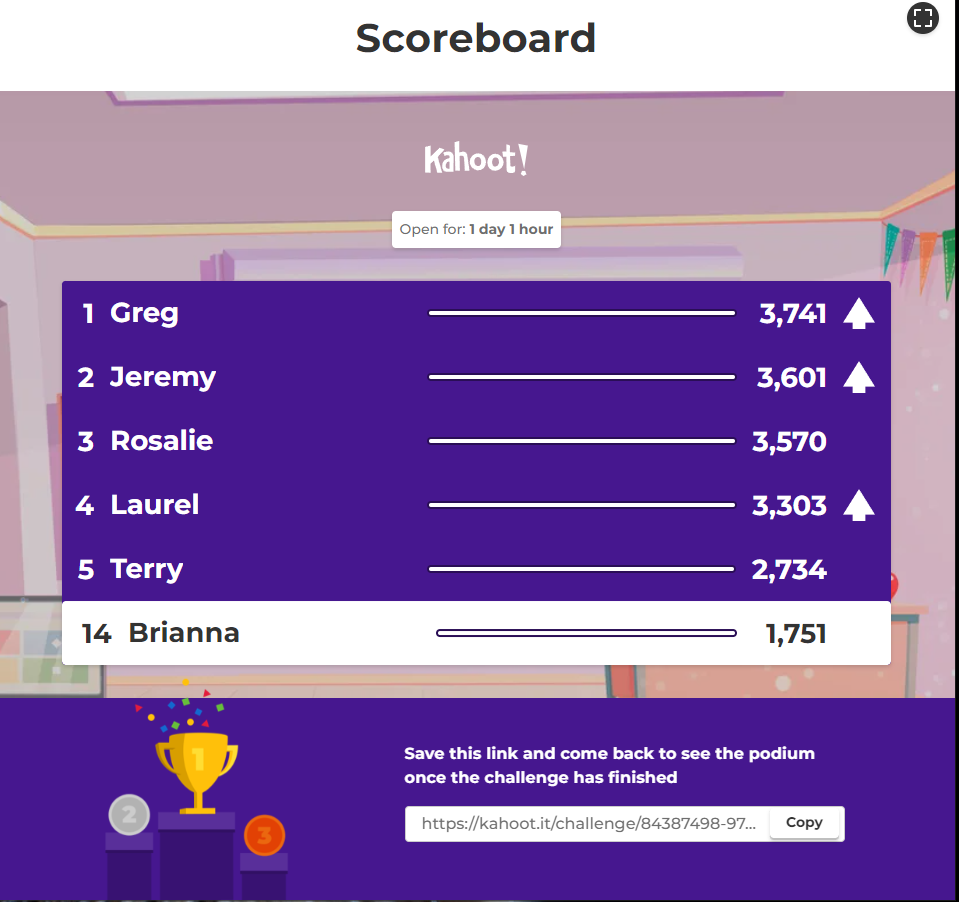 Scoreboard
Kahoot!
Open for: 1 day 1 hour
1 Greg 3,741
2 Jeremy 3,601
3 Rosalie 3,570
4 Laurel 3,303
5 Terry 2,734
14 Brianna 1,751
1
2
3
Save this link and come back to see the podium
once the challenge has finished
https://kahoot.it/challenge/84387498-97... Copy